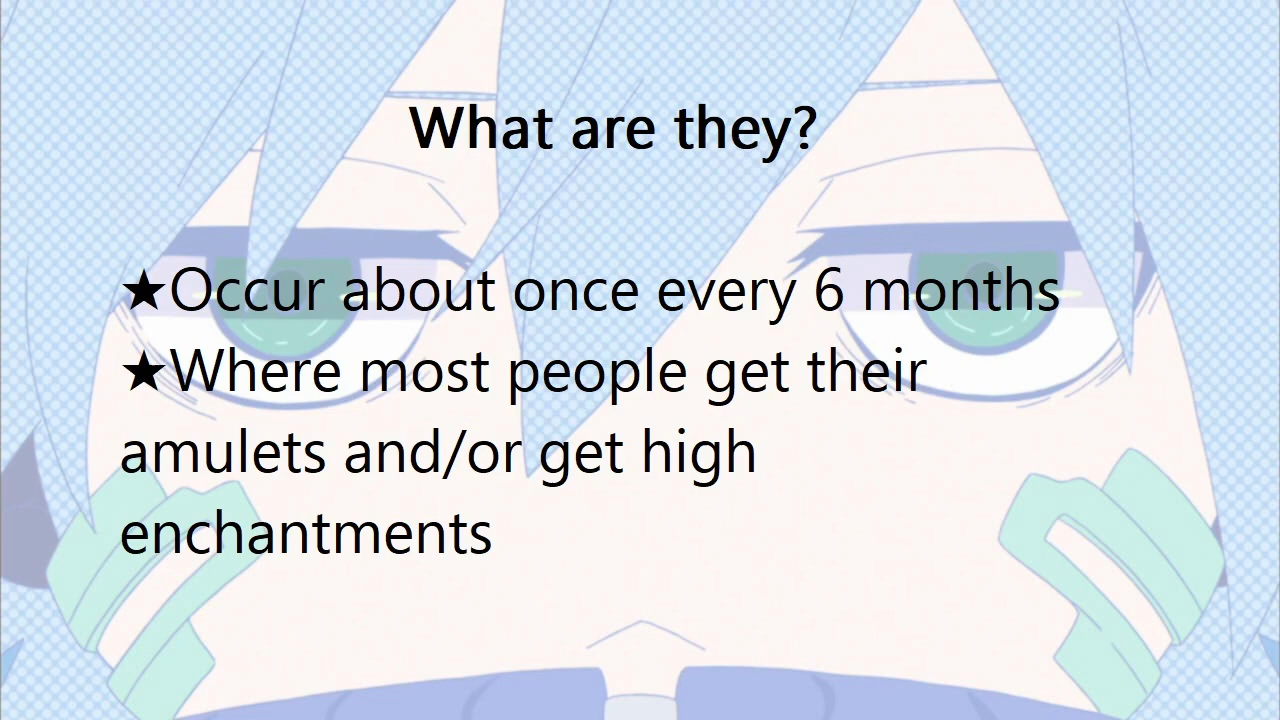 What are they?
★Occur about once every 6 months
★Where most people get their
amulets and/or get high
enchantments